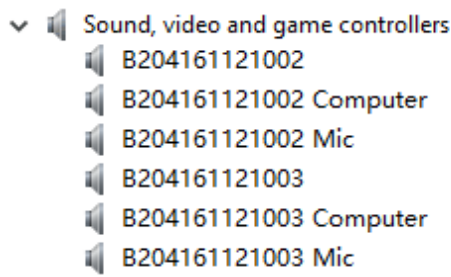 Sound, video and game controllers
B204161121002
B204161121002 Computer
B204161121002 Mic
B204161121003
B204161121003 Computer
B204161121003 Mic